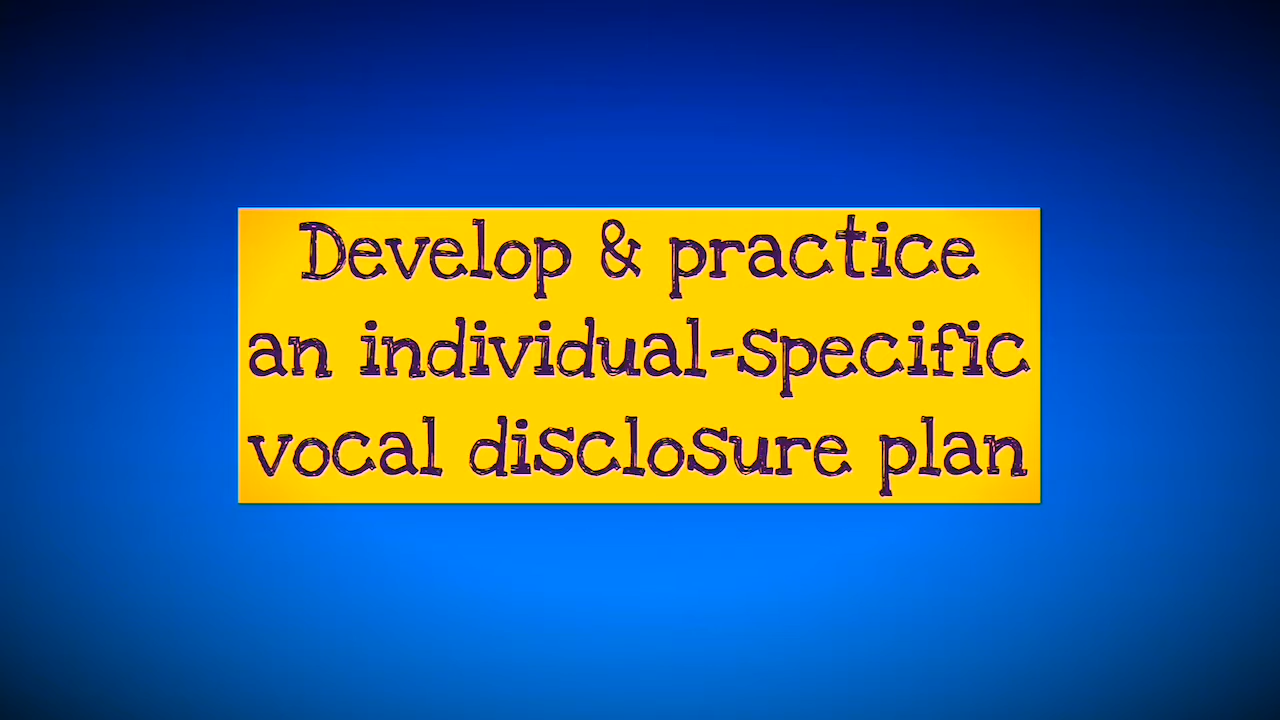 Develop & practice
an individual-specific
vocal disclosure plan